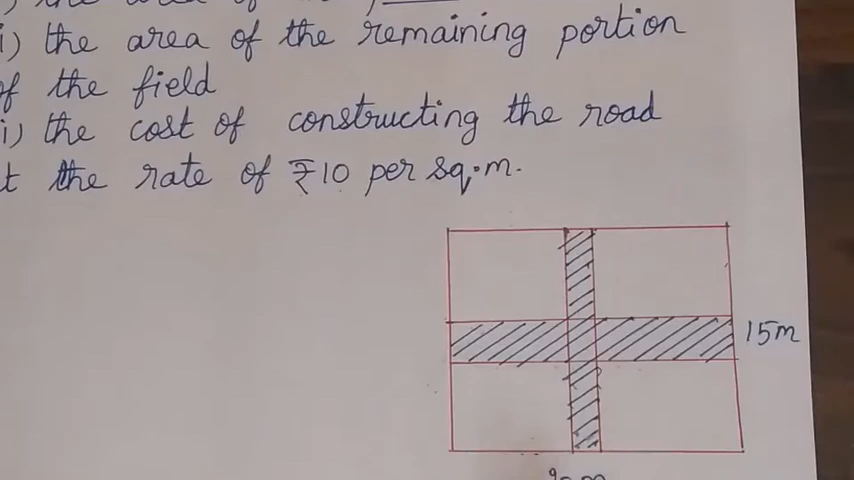 i) the area of the remaining portion
of the field
i) the cost of constructing the road
t the rate of ₹10 per sq.m.
15m